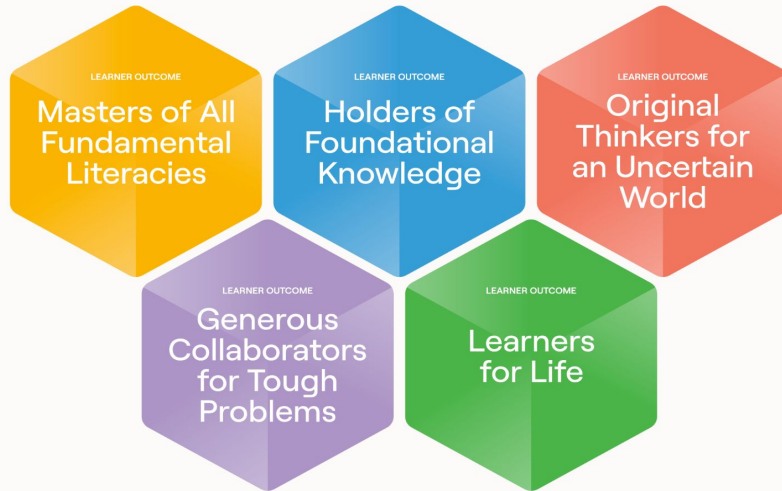 LEARNER OUTCOME
Masters of All
Fundamental
Literacies
LEARNER OUTCOME
Holders of
Foundational
Knowledge
LEARNER OUTCOME
Original
Thinkers for
an Uncertain
World
LEARNER OUTCOME
Generous
Collaborators
for Tough
Problems
LEARNER OUTCOME
Learners
for Life